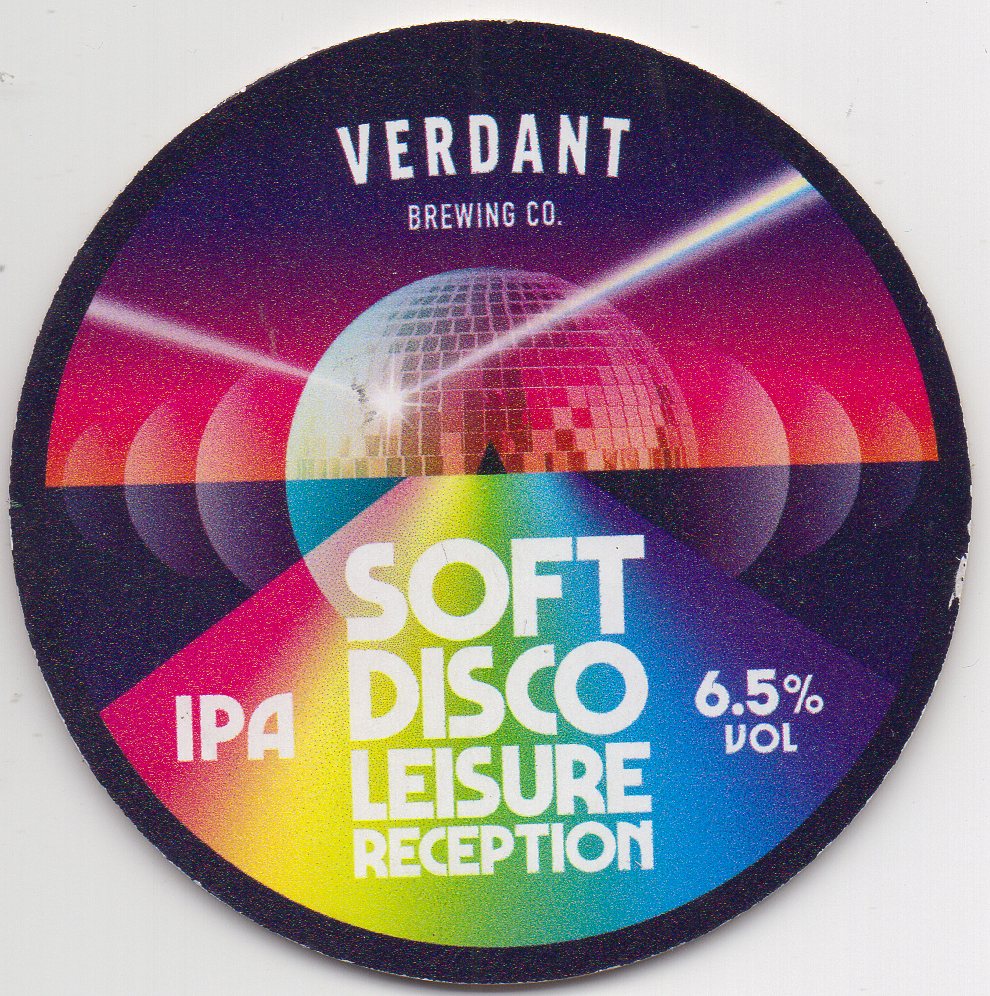 VERDANT
BREWING CO.
SOFT
DISCO
LEISURE
RECEPTION
IPA
6.5%
VOL